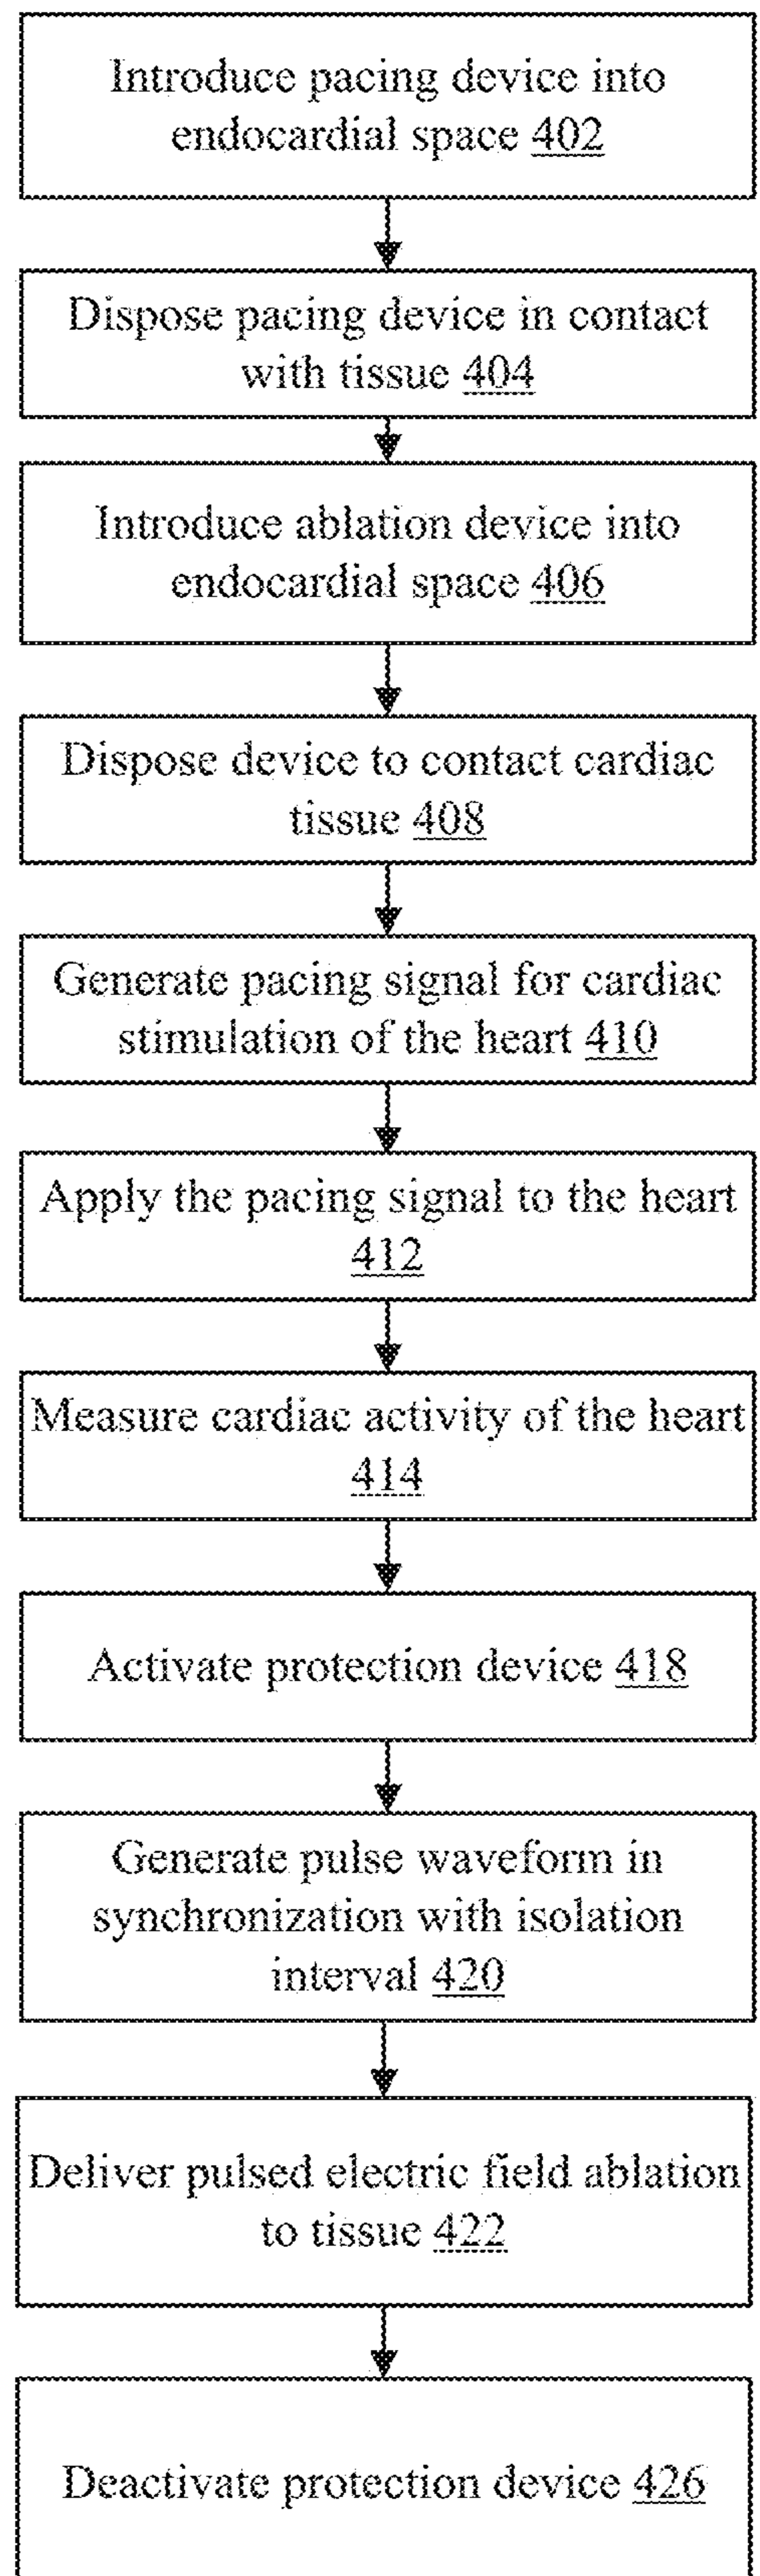 Introduce pacing device into
endocardial space 402
Dispose pacing device in contact
with tissue 404
Introduce ablation device into
endocardial space 406
Dispose device to contact cardiac
tissue 408
Generate pacing signal for cardiac
stimulation of the heart 410
Apply the pacing signal to the heart
412
Measure cardiac activity of the heart
414
Activate protection device 418
Generate pulse waveform in
synchronization with isolation
interval 420
Deliver pulsed electric field ablation
to tissue 422
Deactivate protection device 426